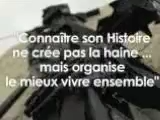 "Connaître son Histoire
ne crée pas la haine ...
mais organise
le mieux vivre ensemble"